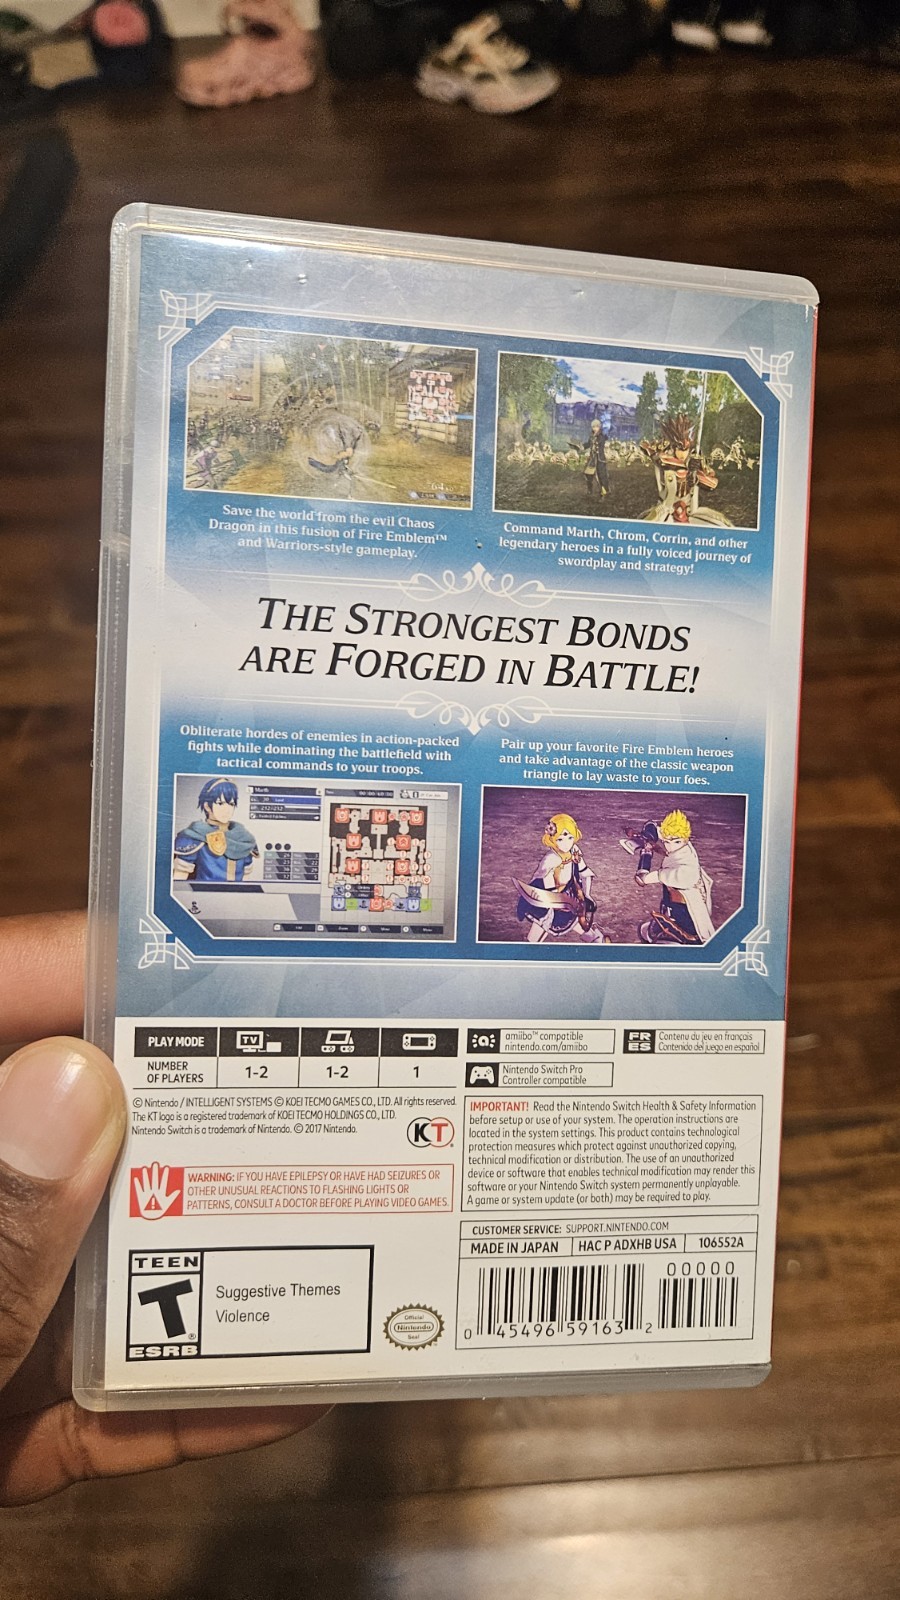 Save the world from the evil Chaos
Dragon in this fusion of Fire Emblem™
and Warriors-style gameplay.
Command Marth, Chrom, Corrin, and other
legendary heroes in a fully voiced journey of
swordplay and strategy!
THE STRONGEST BONDS
ARE FORGED IN BATTLE!
Obliterate hordes of enemies in action-packed
fights while dominating the battlefield with
tactical commands to your troops.
Pair up your favorite Fire Emblem heroes
and take advantage of the classic weapon
triangle to lay waste to your foes.
Marth
PLAY MODE
TV
NUMBER
OF PLAYERS
1-2
1-2
1
amiibo™ compatible
nintendo.com/amiibo
FR
ES
Contenu du jeu en français
Contenido del juego en español
Nintendo Switch Pro
Controller compatible
© Nintendo / INTELLIGENT SYSTEMS © KOEI TECMO GAMES CO., LTD. All rights reserved.
The KT logo is a registered trademark of KOEI TECMO HOLDINGS CO., LTD.
Nintendo Switch is a trademark of Nintendo. © 2017 Nintendo.
KT
WARNING: IF YOU HAVE EPILEPSY OR HAVE HAD SEIZURES OR
OTHER UNUSUAL REACTIONS TO FLASHING LIGHTS OR
PATTERNS, CONSULT A DOCTOR BEFORE PLAYING VIDEO GAMES.
IMPORTANT! Read the Nintendo Switch Health & Safety Information
before setup or use of your system. The operation instructions are
located in the system settings. This product contains technological
protection measures which protect against unauthorized copying,
technical modification or distribution. The use of an unauthorized
device or software that enables technical modification may render this
software or your Nintendo Switch system permanently unplayable.
A game or system update (or both) may be required to play.
TEEN
T®
ESRB
Suggestive Themes
Violence
Official
Nintendo
Seal
CUSTOMER SERVICE: SUPPORT.NINTENDO.COM
MADE IN JAPAN
HAC P ADXHB USA
106552A
00000
0 45496 59163 2